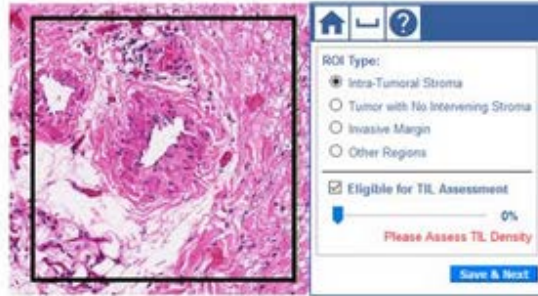 ROI Type:
Intra-Tumoral Stroma
Tumor with No Intervening Stroma
Invasive Margin
Other Regions
Eligible for TIL Assessment
0%
Please Assess TIL Density
Save & Next